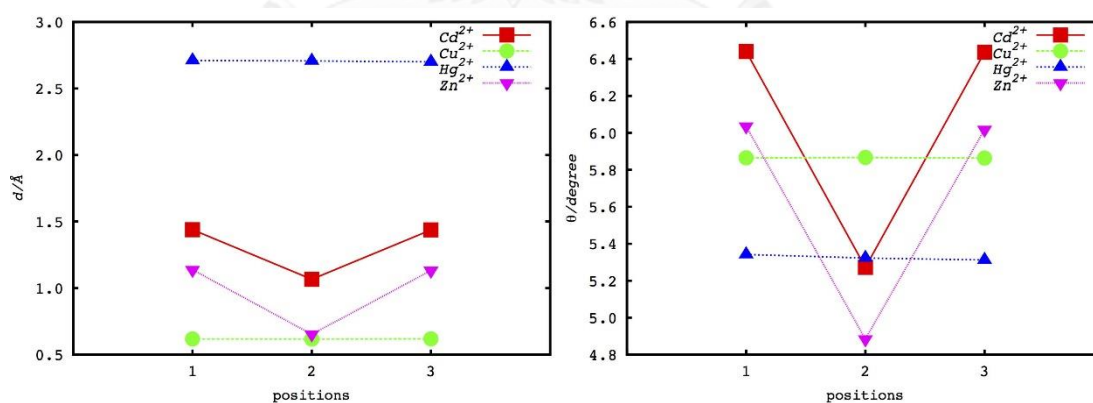 3.0
2.5
2.0
1.5
1.0
0.5
d/Å
1 2 3
positions
Cd2+
Cu2+
Hg2+
Zn2+
6.6
6.4
6.2
6.0
5.8
5.6
5.4
5.2
5.0
4.8
θ/degree
1 2 3
positions
Cd2+
Cu2+
Hg2+
Zn2+